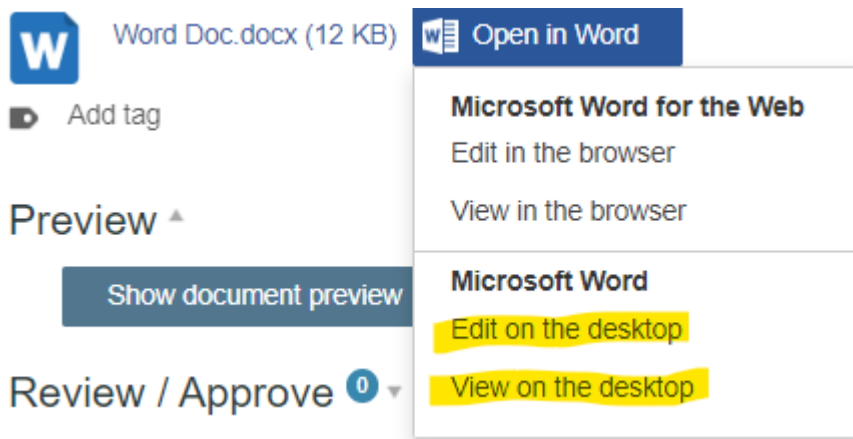 W
Word Doc.docx (12 KB)
W
Open in Word
Add tag
Microsoft Word for the Web
Edit in the browser
View in the browser
Preview
Show document preview
Microsoft Word
Edit on the desktop
View on the desktop
Review / Approve 0